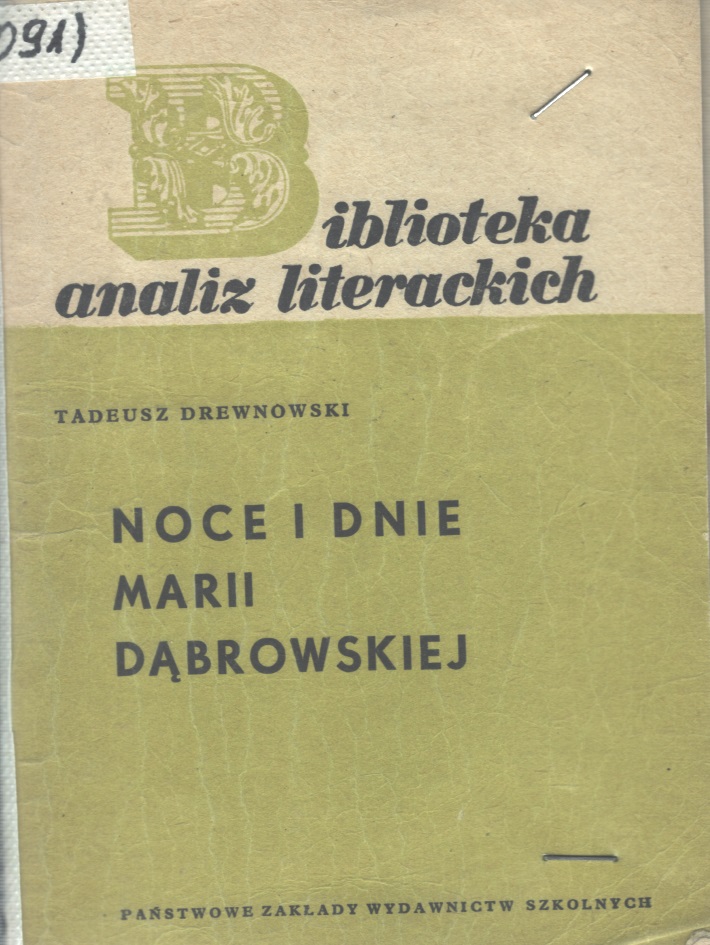 091)
Biblioteka
analiz literackich
TADEUSZ DREWNOWSKI
NOCE I DNIE
MARII
DĄBROWSKIEJ
PAŃSTWOWE ZAKŁADY WYDAWNICTW SZKOLNYCH